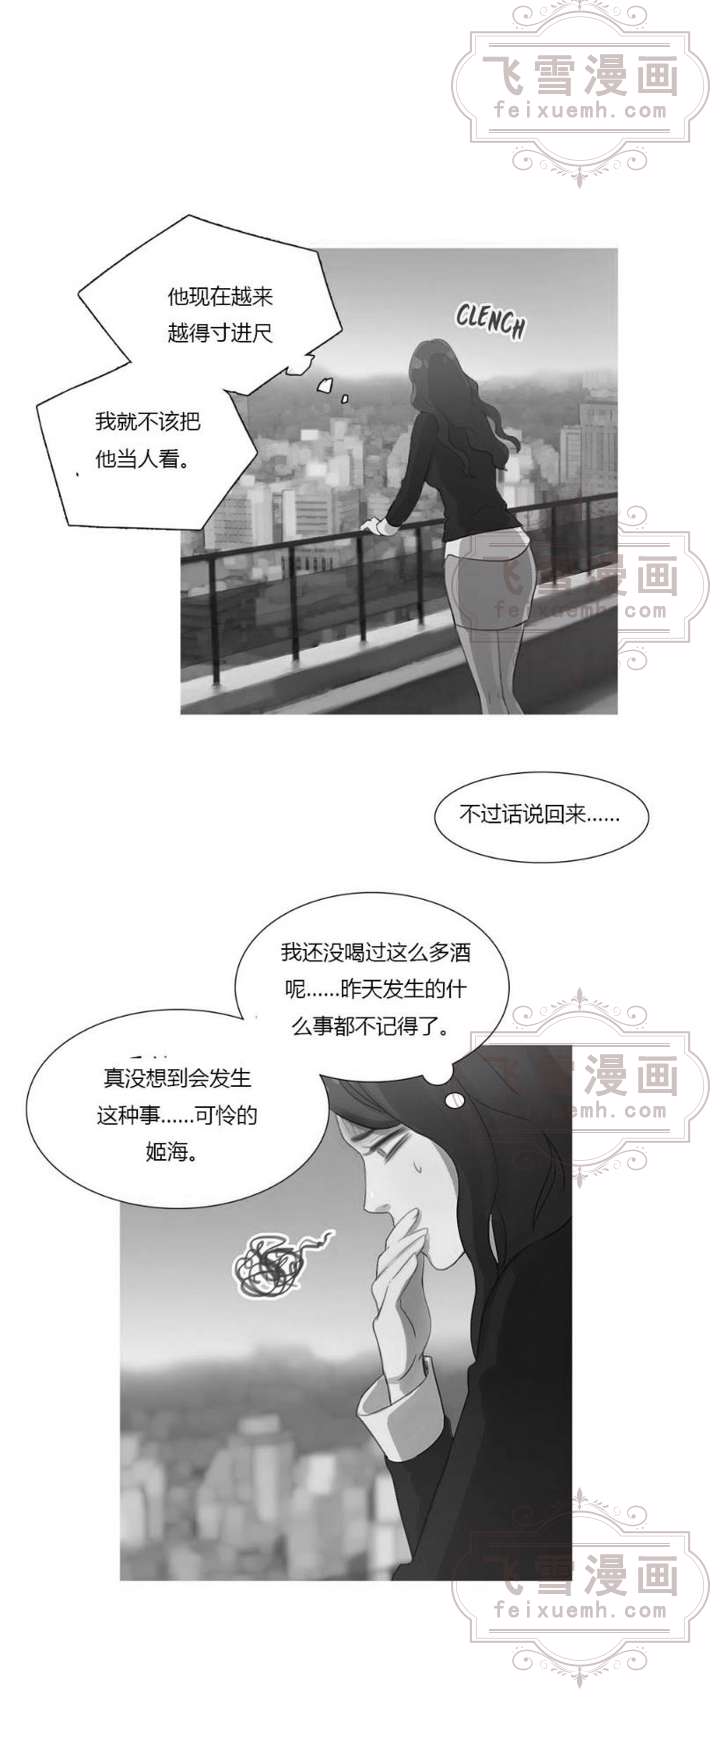 飞雪漫画
feixuemh.com
他现在越来
越得寸进尺
CLENCH
我就不该把
他当人看。
飞雪漫画
feixuemh.com
不过话说回来......
我还没喝过这么多酒
呢......昨天发生的什
么事都不记得了。
真没想到会发生
这种事......可怜的
姬海。
飞雪漫画
feixuemh.com
飞雪漫画
feixuemh.com